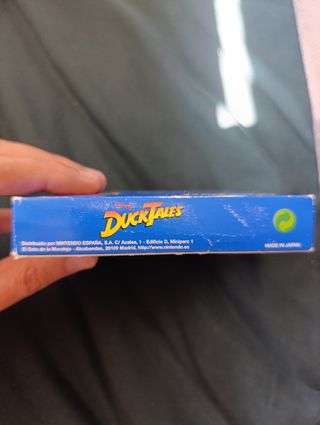 Disney's
DUCKTALES
Distribuido por NINTENDO ESPAÑA, S.A. C/ Azalea, 1 - Edificio D, Miniparc 1
El Soto de la Moraleja - Alcobendas, 28109 Madrid, http://www.nintendo.es
MADE IN JAPAN